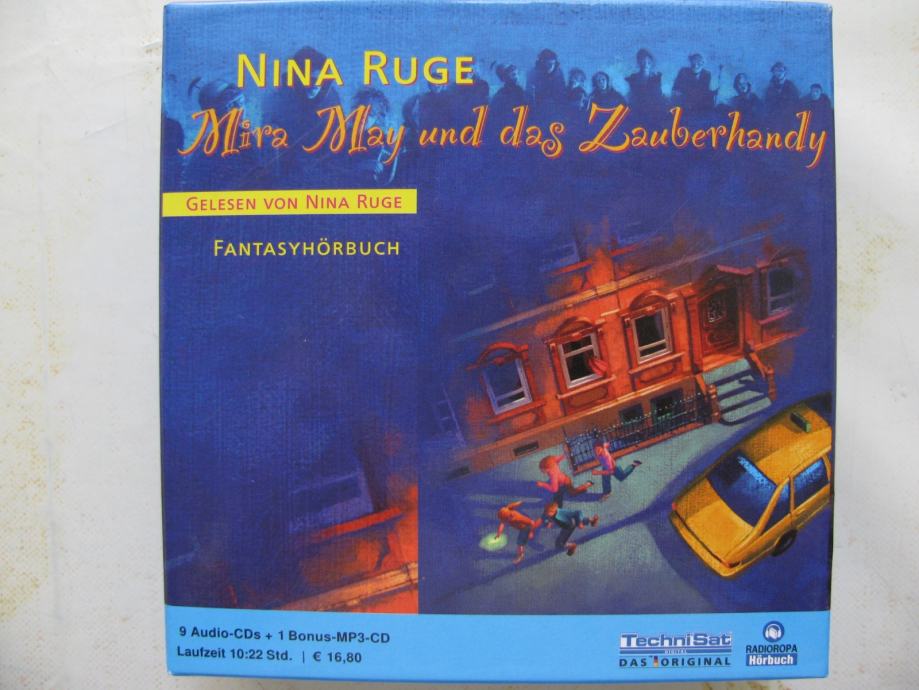 NINA RUGE
Mira May und das Zauberhandy
GELESEN VON NINA RUGE
FANTASYHÖRBUCH
9 Audio-CDs + 1 Bonus-MP3-CD
Laufzeit 10:22 Std. | € 16,80
TechniSat
DIGITAL
DAS ORIGINAL
RADIOROPA
Hörbuch